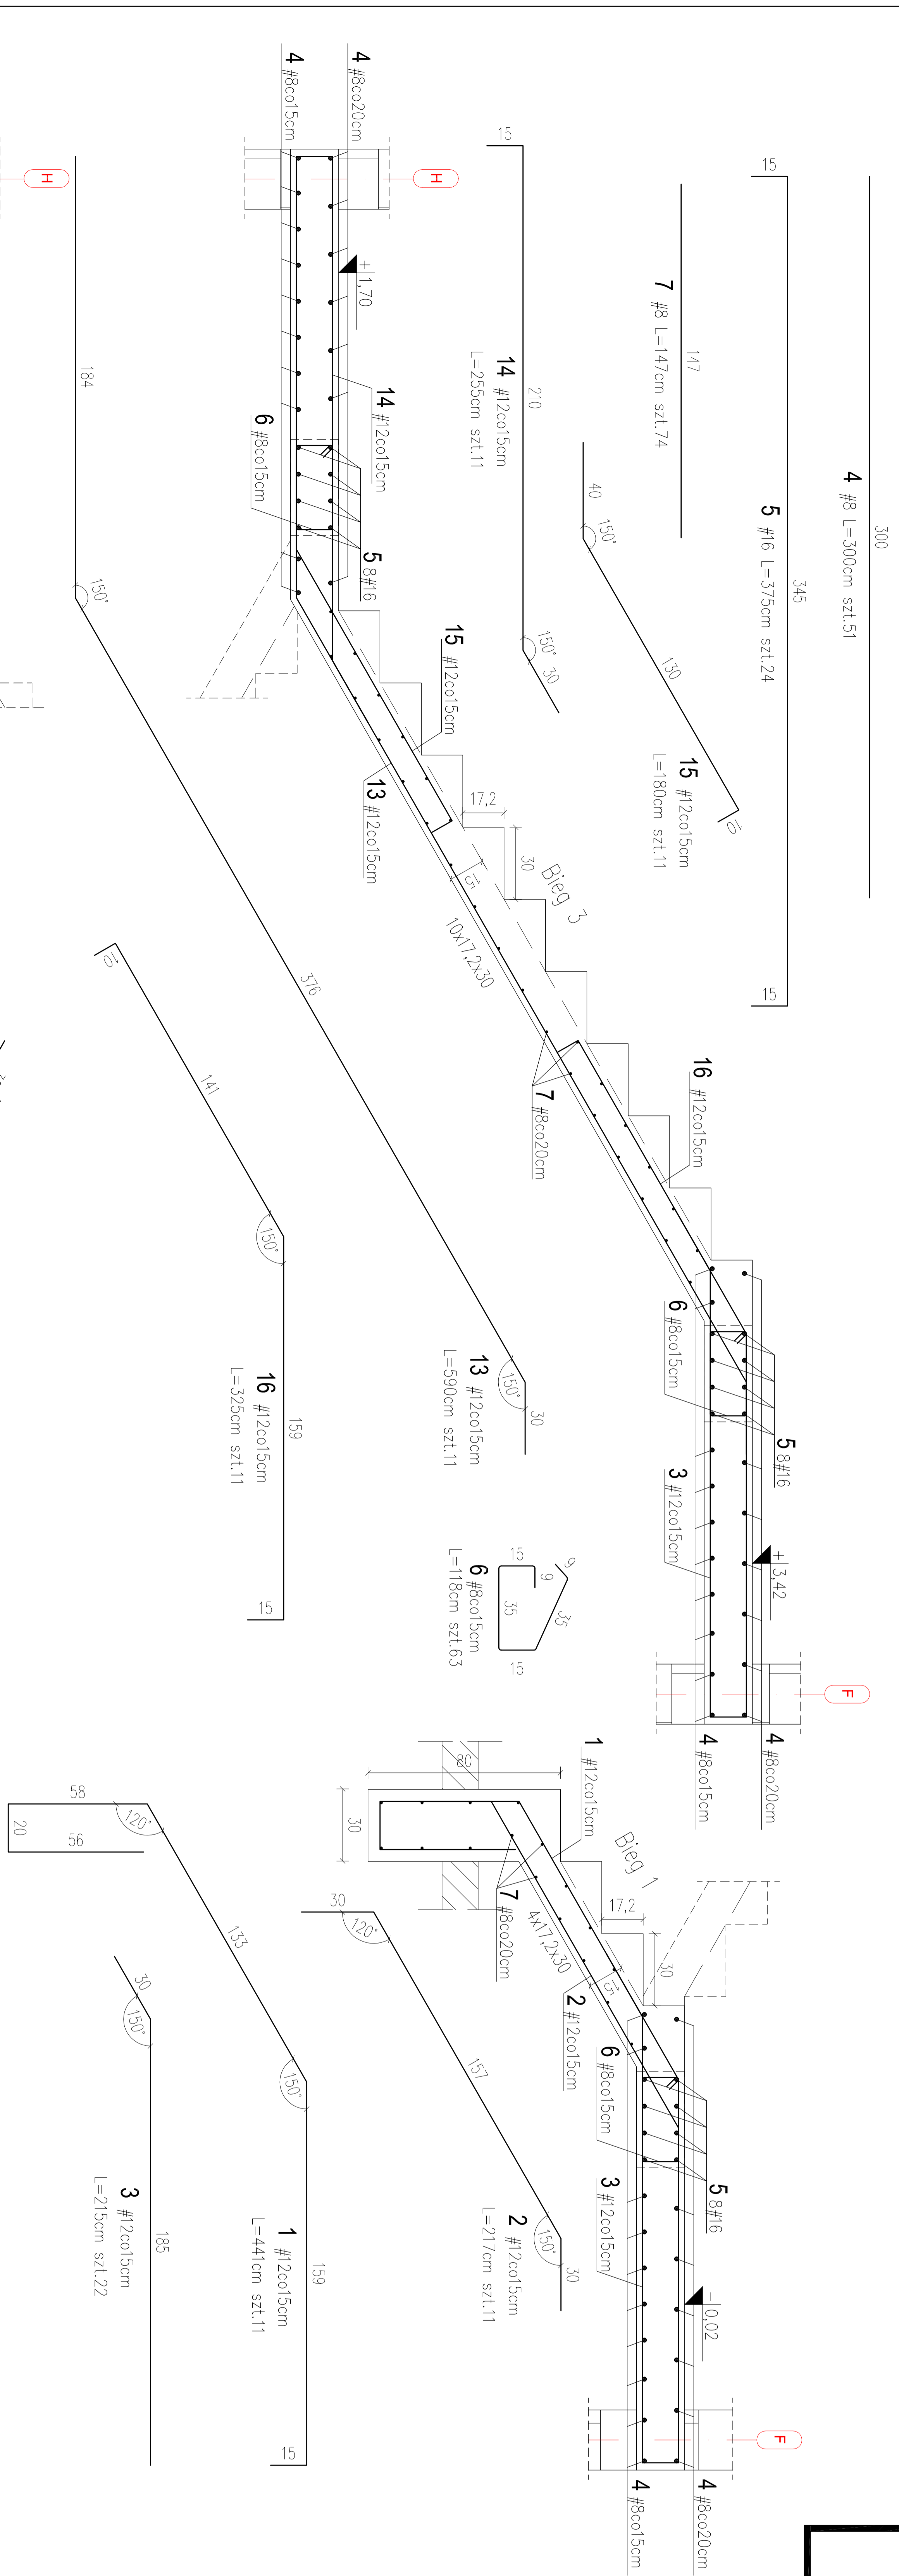 300
4 #8 L=300cm szt.51
15
345
15
5 #16 L=375cm szt.24
147
7 #8 L=147cm szt.74
40
150°
130
10
15 #12co15cm
L=180cm szt.11
15
210
150°
30
14 #12co15cm
L=255cm szt.11
4 #8co20cm
4 #8co15cm
H
H
+1,70
14 #12co15cm
6 #8co15cm
5 8#16
15 #12co15cm
13 #12co15cm
17,2
30
15
Bieg 3
10x17,2x30
7 #8co20cm
16 #12co15cm
6 #8co15cm
5 8#16
3 #12co15cm
+3,42
F
4 #8co20cm
4 #8co15cm
184
150°
376
150°
30
13 #12co15cm
L=590cm szt.11
10
141
150°
159
15
16 #12co15cm
L=325cm szt.11
9
9
15
35
35
15
6 #8co15cm
L=118cm szt.63
80
30
1 #12co15cm
Bieg 1
17,2
30
15
4x17,2x30
7 #8co20cm
2 #12co15cm
6 #8co15cm
5 8#16
3 #12co15cm
-0,02
F
4 #8co20cm
4 #8co15cm
30
120°
157
150°
30
2 #12co15cm
L=217cm szt.11
58
20
56
120°
133
150°
159
15
1 #12co15cm
L=441cm szt.11
30
150°
185
3 #12co15cm
L=215cm szt.22